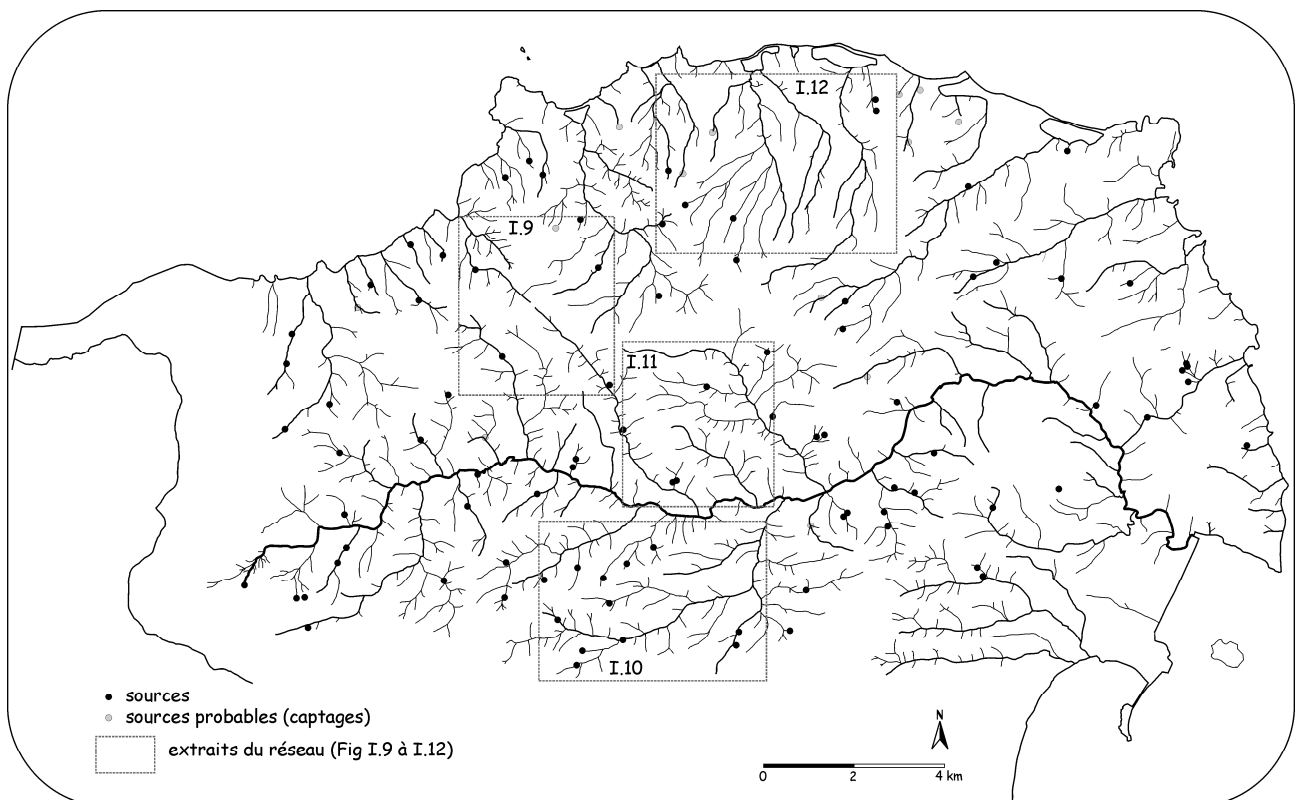 I.12
I.9
I.11
I.10
sources
sources probables (captages)
extraits du réseau (Fig I.9 à I.12)
N
0 2 4 km